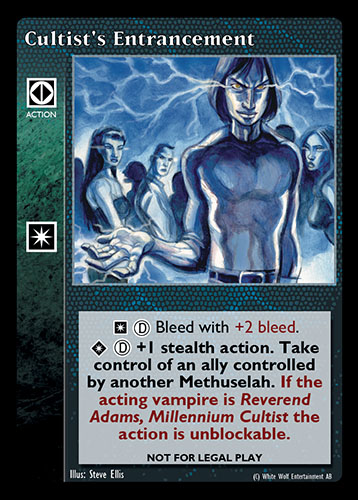 Cultist's Entrancement
ACTION
D Bleed with +2 bleed.
D +1 stealth action. Take
control of an ally controlled
by another Methuselah. If the
acting vampire is Reverend
Adams, Millennium Cultist the
action is unblockable.
NOT FOR LEGAL PLAY
Illus: Steve Ellis
(C) White Wolf Entertainment AB